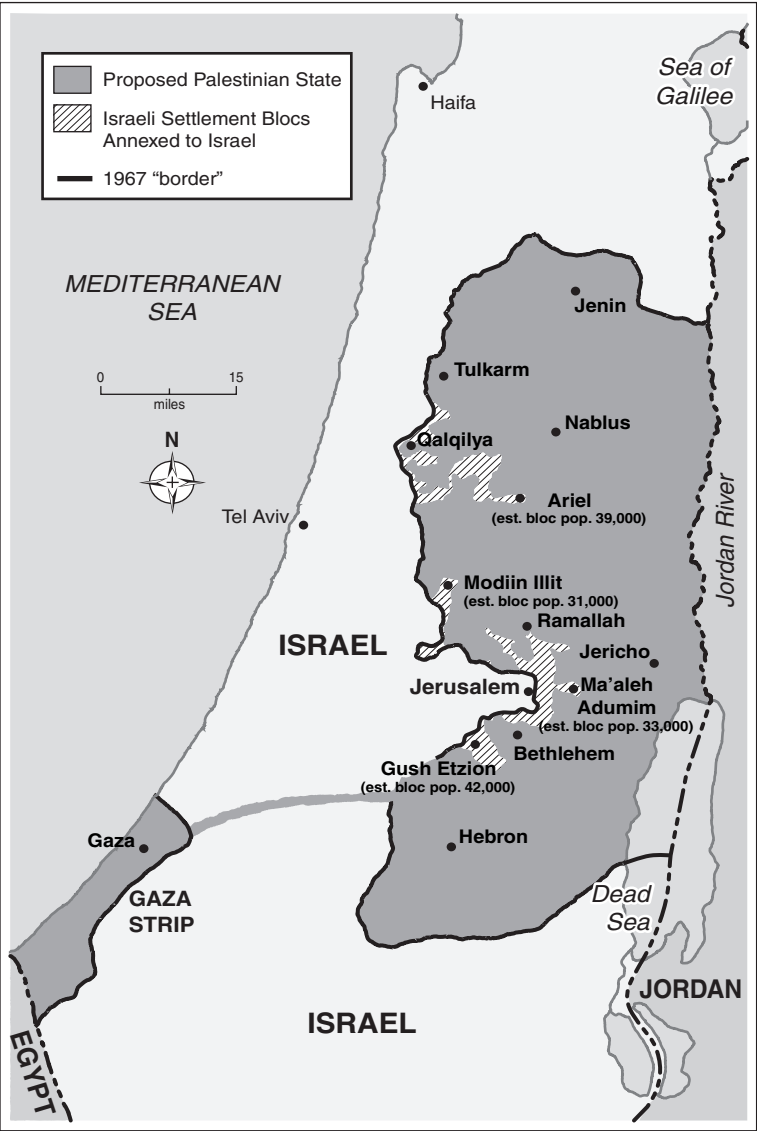 Proposed Palestinian State
Israeli Settlement Blocs
Annexed to Israel
1967 “border”
Haifa
Sea of
Galilee
MEDITERRANEAN
SEA
0 15
miles
N
Jenin
Tulkarm
Nablus
Qalqilya
Ariel
(est. bloc pop. 39,000)
Tel Aviv
Jordan River
Modiin Illit
(est. bloc pop. 31,000)
Ramallah
ISRAEL
Jericho
Jerusalem
Ma’aleh
Adumim
(est. bloc pop. 33,000)
Bethlehem
Gush Etzion
(est. bloc pop. 42,000)
Gaza
Hebron
GAZA
STRIP
Dead
Sea
JORDAN
ISRAEL
EGYPT